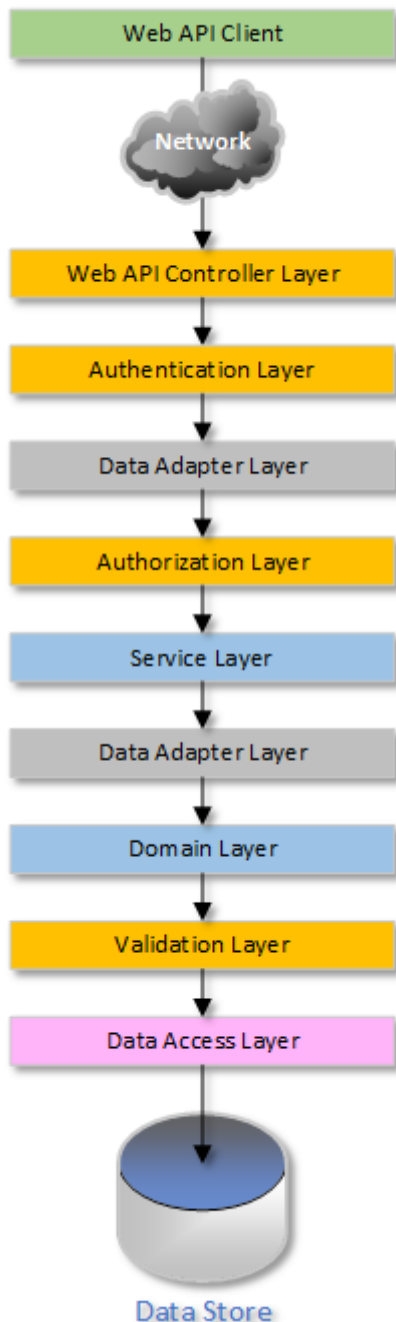 Web API Client
Network
Web API Controller Layer
Authentication Layer
Data Adapter Layer
Authorization Layer
Service Layer
Data Adapter Layer
Domain Layer
Validation Layer
Data Access Layer
Data Store